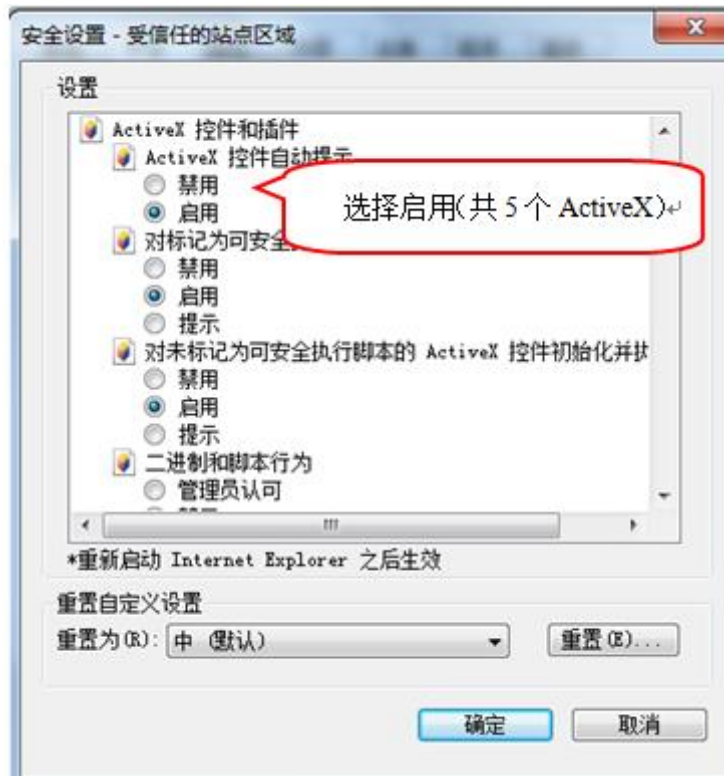 安全设置 - 受信任的站点区域
设置
ActiveX 控件和插件
ActiveX 控件自动提示
禁用
启用
选择启用(共 5 个 ActiveX)↵
对标记为可安全
禁用
启用
提示
对未标记为可安全执行脚本的 ActiveX 控件初始化并执
禁用
启用
提示
二进制和脚本行为
管理员认可
*重新启动 Internet Explorer 之后生效
重置自定义设置
重置为(R): 中 (默认)
重置(E)...
确定
取消